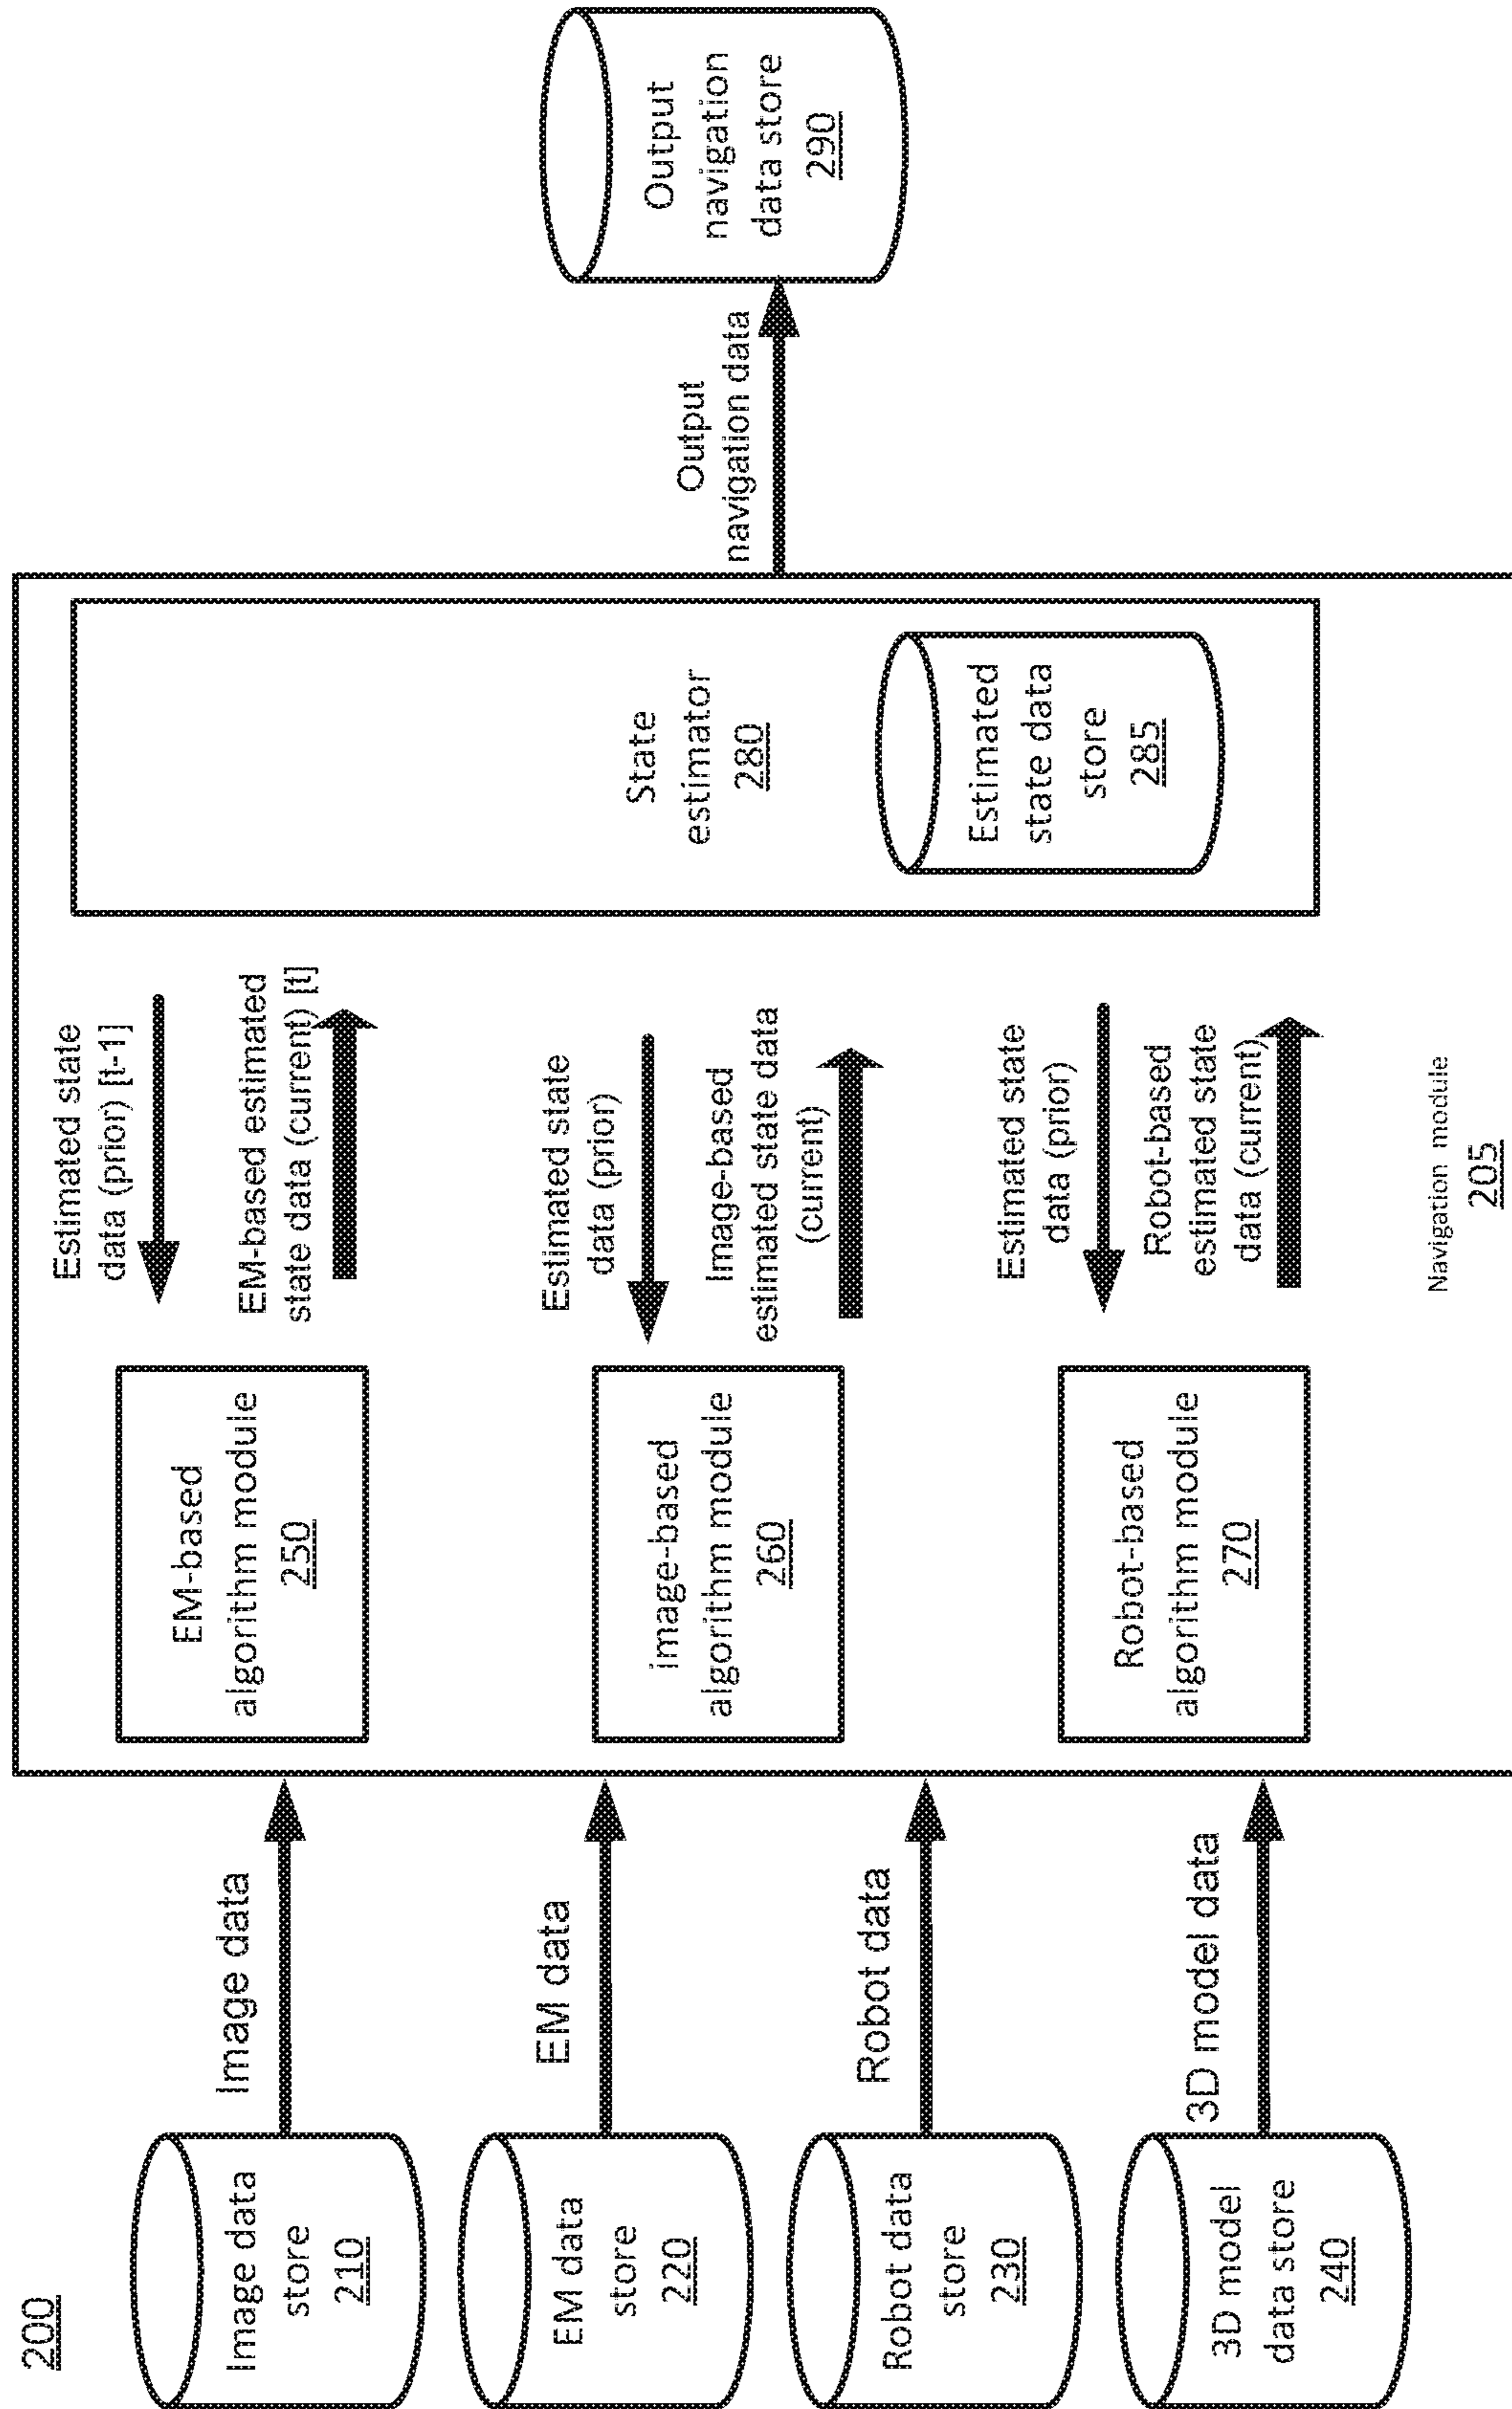 200
Image data
store
210
EM data
store
220
Robot data
store
230
3D model
data store
240
Image data
EM data
Robot data
3D model data
EM-based
algorithm module
250
image-based
algorithm module
260
Robot-based
algorithm module
270
Estimated state
data (prior) [t-1]
EM-based estimated
state data (current) [t]
Estimated state
data (prior)
Image-based
estimated state data
(current)
Estimated state
data (prior)
Robot-based
estimated state
data (current)
Navigation module
205
State
estimator
280
Estimated
state data
store
285
Output
navigation data
Output
navigation
data store
290